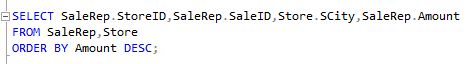 SELECT SaleRep.StoreID,SaleRep.SaleID,Store.SCity,SaleRep.Amount
FROM SaleRep,Store
ORDER BY Amount DESC;